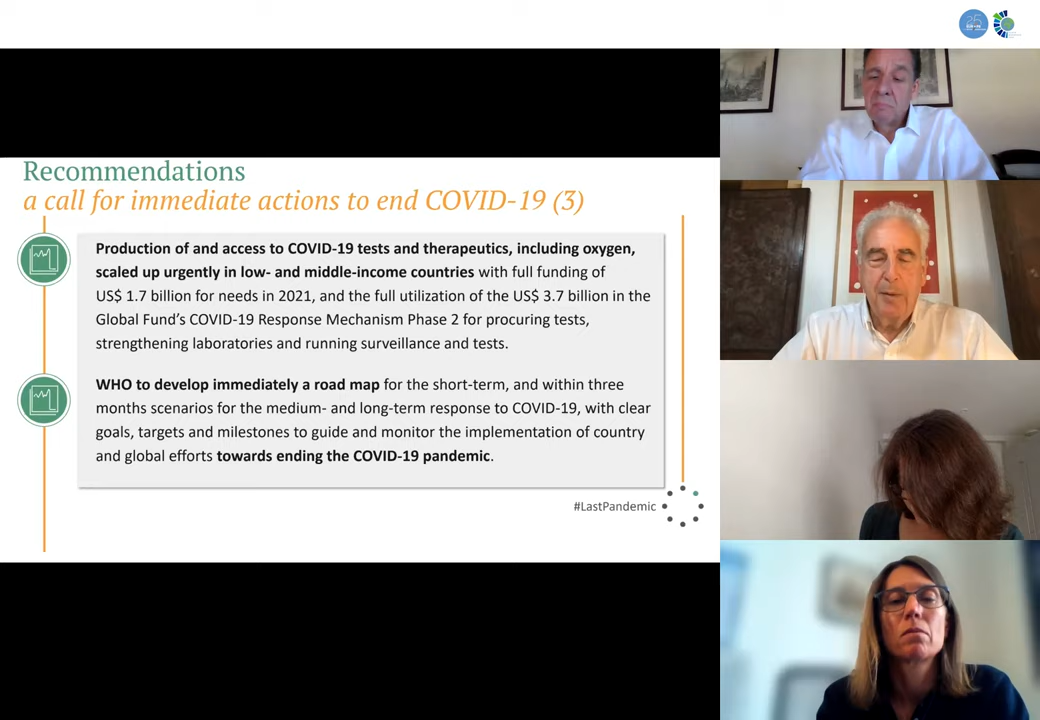 Recommendations
a call for immediate actions to end COVID-19 (3)
Production of and access to COVID-19 tests and therapeutics, including oxygen,
scaled up urgently in low- and middle-income countries with full funding of
US$ 1.7 billion for needs in 2021, and the full utilization of the US$ 3.7 billion in the
Global Fund’s COVID-19 Response Mechanism Phase 2 for procuring tests,
strengthening laboratories and running surveillance and tests.
WHO to develop immediately a road map for the short-term, and within three
months scenarios for the medium- and long-term response to COVID-19, with clear
goals, targets and milestones to guide and monitor the implementation of country
and global efforts towards ending the COVID-19 pandemic.
#LastPandemic